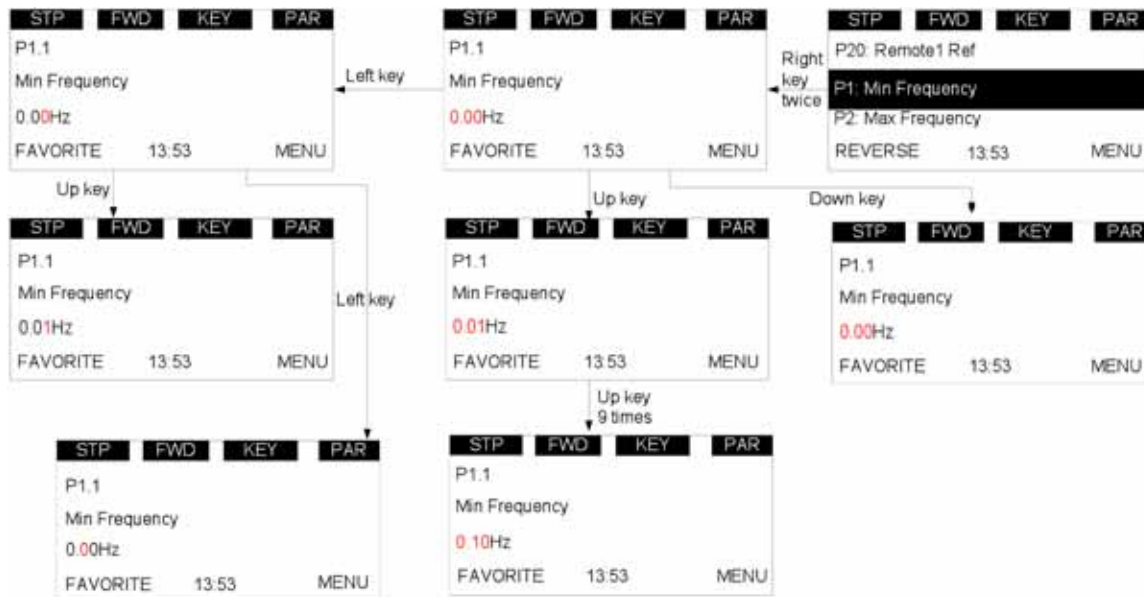 STP FWD KEY PAR
P1.1
Min Frequency
0.00Hz
FAVORITE 13:53 MENU
Left key
STP FWD KEY PAR
P1.1
Min Frequency
0.00Hz
FAVORITE 13:53 MENU
Right
key
twice
STP FWD KEY PAR
P20: Remote1 Ref
P1: Min Frequency
P2: Max Frequency
REVERSE 13:53 MENU
Up key
Up key
Down key
STP FWD KEY PAR
P1.1
Min Frequency
0.01Hz
FAVORITE 13:53 MENU
Left key
STP FWD KEY PAR
P1.1
Min Frequency
0.01Hz
FAVORITE 13:53 MENU
STP FWD KEY PAR
P1.1
Min Frequency
0.00Hz
FAVORITE 13:53 MENU
Up key
9 times
STP FWD KEY PAR
P1.1
Min Frequency
0.00Hz
FAVORITE 13:53 MENU
STP FWD KEY PAR
P1.1
Min Frequency
0.10Hz
FAVORITE 13:53 MENU